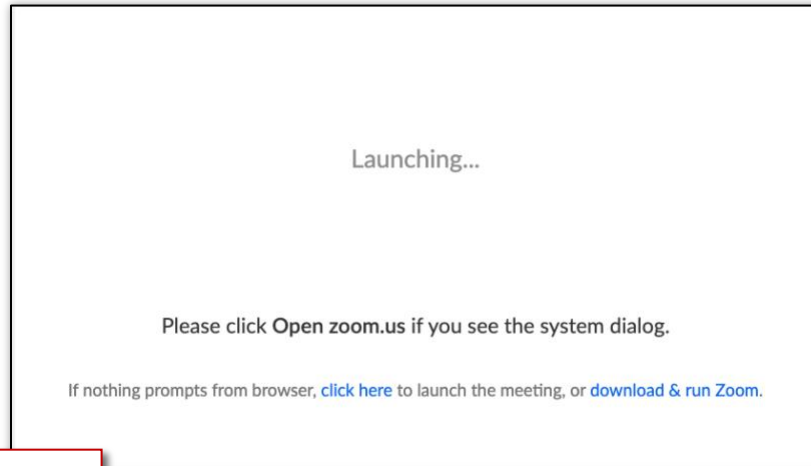 Launching...
Please click Open zoom.us if you see the system dialog.
If nothing prompts from browser, click here to launch the meeting, or download & run Zoom.